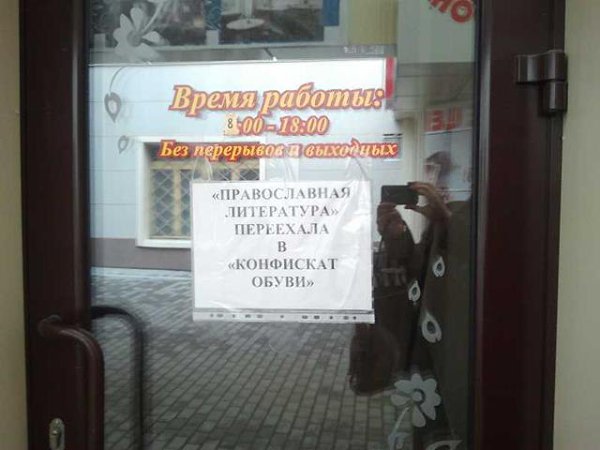 Время работы:
8:00 - 18:00
Без перерывов и выходных
«ПРАВОСЛАВНАЯ
ЛИТЕРАТУРА»
ПЕРЕЕХАЛА
В
«КОНФИСКАТ
ОБУВИ»